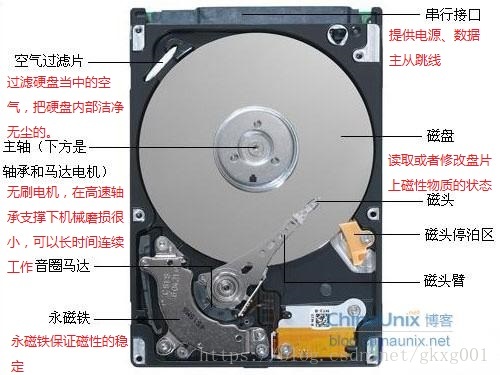 串行接口
提供电源、数据
主从跳线
空气过滤片
过滤硬盘当中的空
气，把硬盘内部洁净
无尘的。
主轴（下方是
轴承和马达电机）
无刷电机，在高速轴
承支撑下机械磨损很
小，可以长时间连续
工作
音圈马达
永磁铁
永磁铁保证磁性的稳
定
磁盘
读取或者修改盘片
上磁性物质的状态
磁头
磁头停泊区
磁头臂
ChinaUnix 博客
blog.chinaunix.net
https://blog.csdn.net/gkxg001